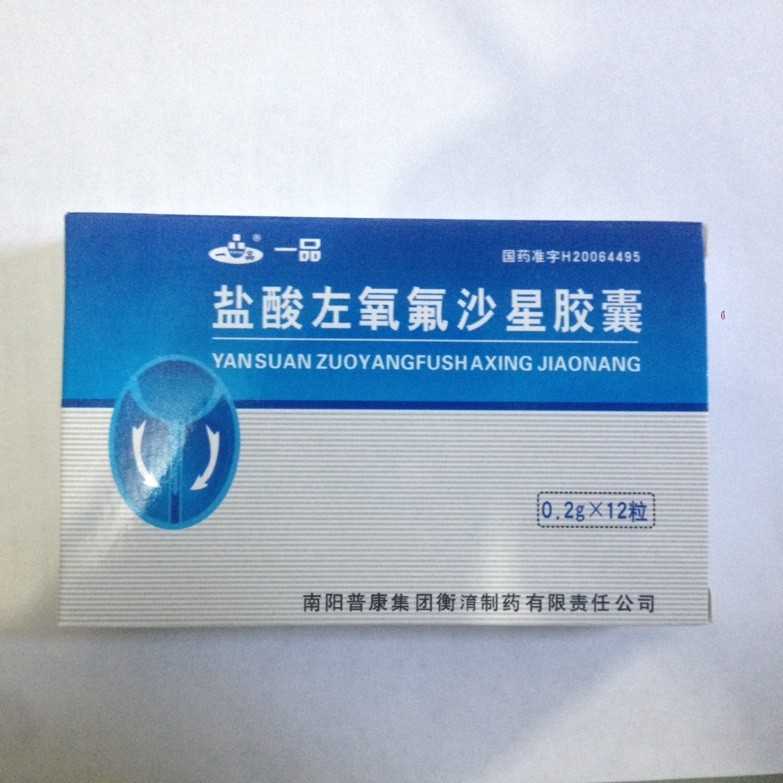 一品® 一品
国药准字H20064495
盐酸左氧氟沙星胶囊
YANSUAN ZUOYANGFUSHAXING JIAONANG
0.2g×12粒
南阳普康集团衡淯制药有限责任公司